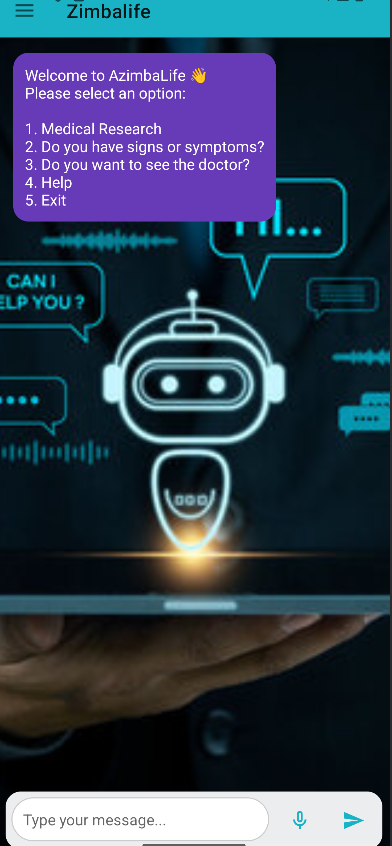 Zimbalife
Welcome to AzimbaLife 👋
Please select an option:
1. Medical Research
2. Do you have signs or symptoms?
3. Do you want to see the doctor?
4. Help
5. Exit
CAN I
ELP YOU?
Type your message...